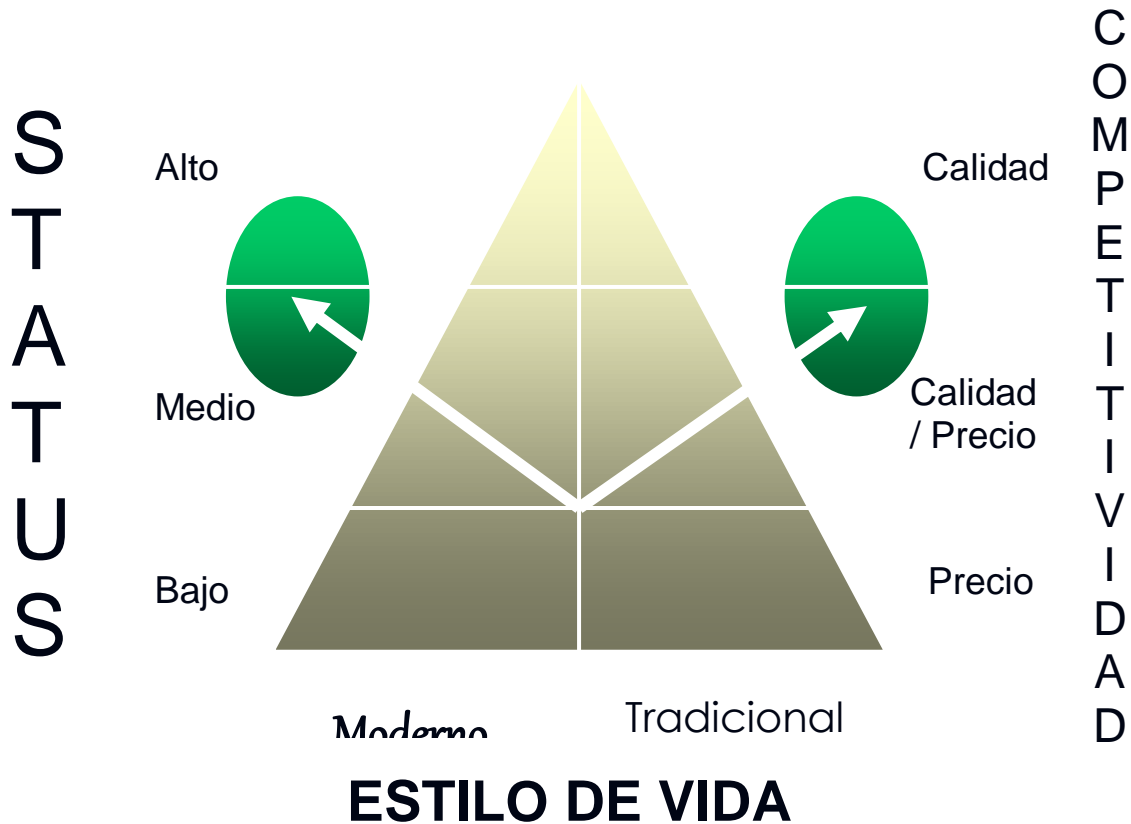 STATUS
Alto
Medio
Bajo
Calidad
Calidad
/ Precio
Precio
COMPETITIVIDAD
Moderno
Tradicional
ESTILO DE VIDA